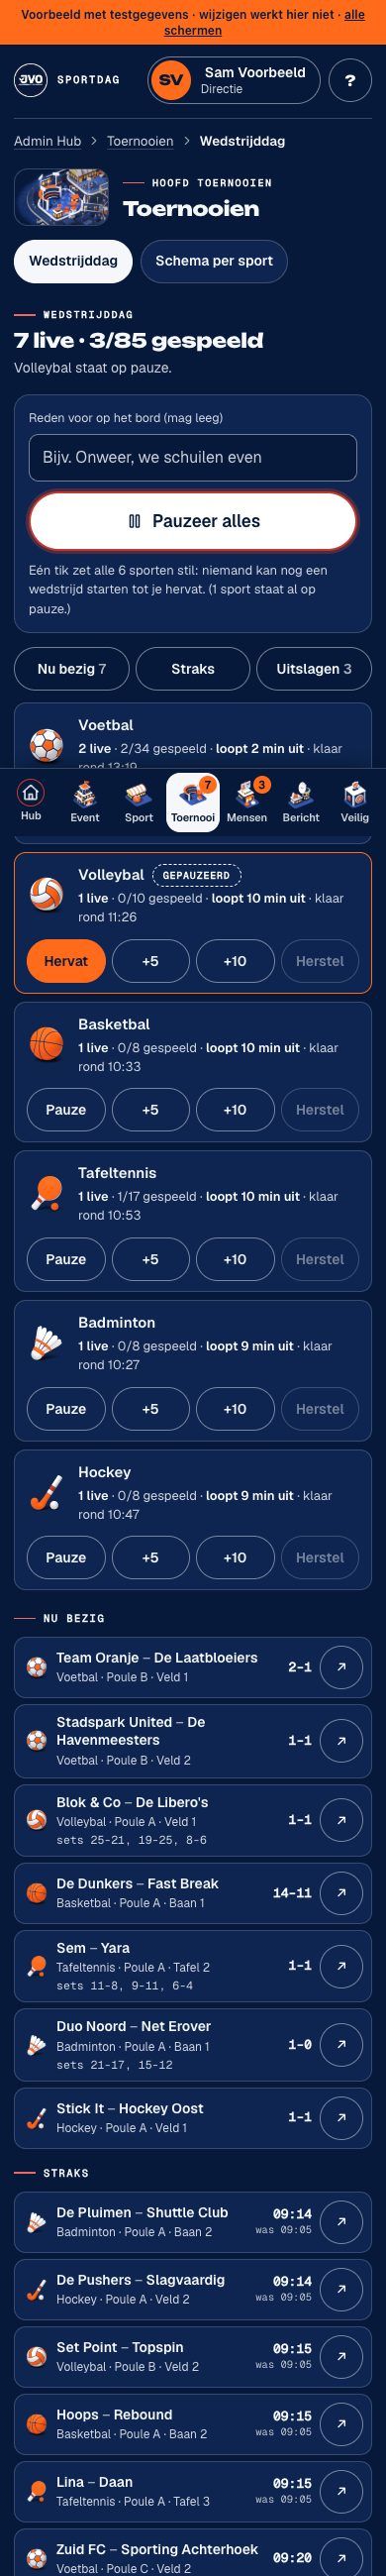 Voorbeeld met testgegevens · wijzigen werkt hier niet · alle
schermen
JVO SPORTDAG
SV Sam Voorbeeld
Directie
?
Admin Hub > Toernooien > Wedstrijddag
HOOFD TOERNOOIEN
Toernooien
Wedstrijddag Schema per sport
WEDSTRIJDDAG
7 live · 3/85 gespeeld
Volleybal staat op pauze.
Reden voor op het bord (mag leeg)
Bijv. Onweer, we schuilen even
Pauzeer alles
Eén tik zet alle 6 sporten stil: niemand kan nog een
wedstrijd starten tot je hervat. (1 sport staat al op
pauze.)
Nu bezig 7 Straks Uitslagen 3
Voetbal
2 live · 2/34 gespeeld · loopt 2 min uit · klaar
rond 13:19
Hub Event Sport 7 Toernooi 3 Mensen Bericht Veilig
Volleybal GEPAUZEERD
1 live · 0/10 gespeeld · loopt 10 min uit · klaar
rond 11:26
Hervat +5 +10 Herstel
Basketbal
1 live · 0/8 gespeeld · loopt 10 min uit · klaar
rond 10:33
Pauze +5 +10 Herstel
Tafeltennis
1 live · 1/17 gespeeld · loopt 10 min uit · klaar
rond 10:53
Pauze +5 +10 Herstel
Badminton
1 live · 0/8 gespeeld · loopt 9 min uit · klaar
rond 10:27
Pauze +5 +10 Herstel
Hockey
1 live · 0/8 gespeeld · loopt 9 min uit · klaar
rond 10:47
Pauze +5 +10 Herstel
NU BEZIG
Team Oranje – De Laatbloeiers 2–1
Voetbal · Poule B · Veld 1
Stadspark United – De
Havenmeesters 1–1
Voetbal · Poule B · Veld 2
Blok & Co – De Libero's 1–1
Volleybal · Poule A · Veld 1
sets 25-21, 19-25, 8-6
De Dunkers – Fast Break 14–11
Basketbal · Poule A · Baan 1
Sem – Yara 1–1
Tafeltennis · Poule A · Tafel 2
sets 11-8, 9-11, 6-4
Duo Noord – Net Erover 1–0
Badminton · Poule A · Baan 1
sets 21-17, 15-12
Stick It – Hockey Oost 1–1
Hockey · Poule A · Veld 1
STRAKS
De Pluimen – Shuttle Club 09:14
Badminton · Poule A · Baan 2 was 09:05
De Pushers – Slagvaardig 09:14
Hockey · Poule A · Veld 2 was 09:05
Set Point – Topspin 09:15
Volleybal · Poule B · Veld 2 was 09:05
Hoops – Rebound 09:15
Basketbal · Poule A · Baan 2 was 09:05
Lina – Daan 09:15
Tafeltennis · Poule A · Tafel 3 was 09:05
Zuid FC – Sporting Achterhoek 09:20
Voetbal · Poule C · Veld 2